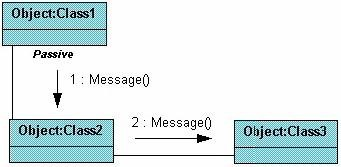 Object:Class1
Passive
1 : Message()
Object:Class2
2 : Message()
Object:Class3